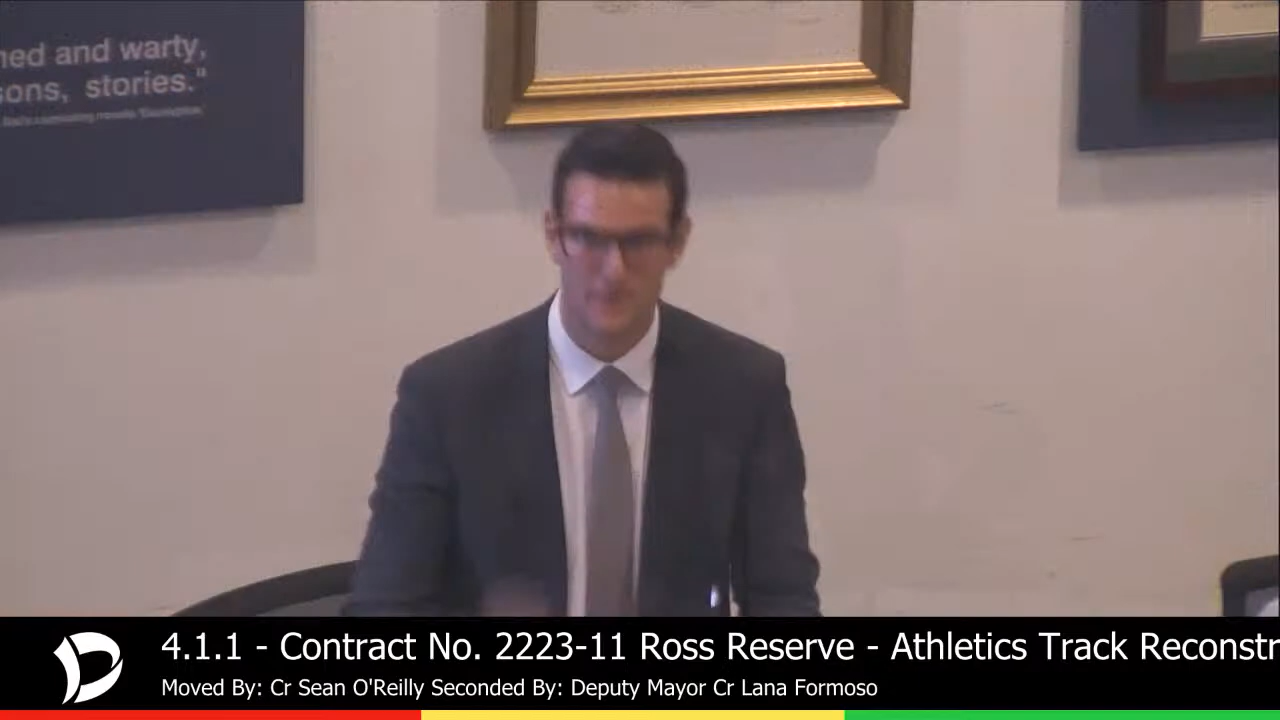 ned and warty,
sons, stories."
4.1.1 - Contract No. 2223-11 Ross Reserve - Athletics Track Reconstr
Moved By: Cr Sean O'Reilly Seconded By: Deputy Mayor Cr Lana Formoso